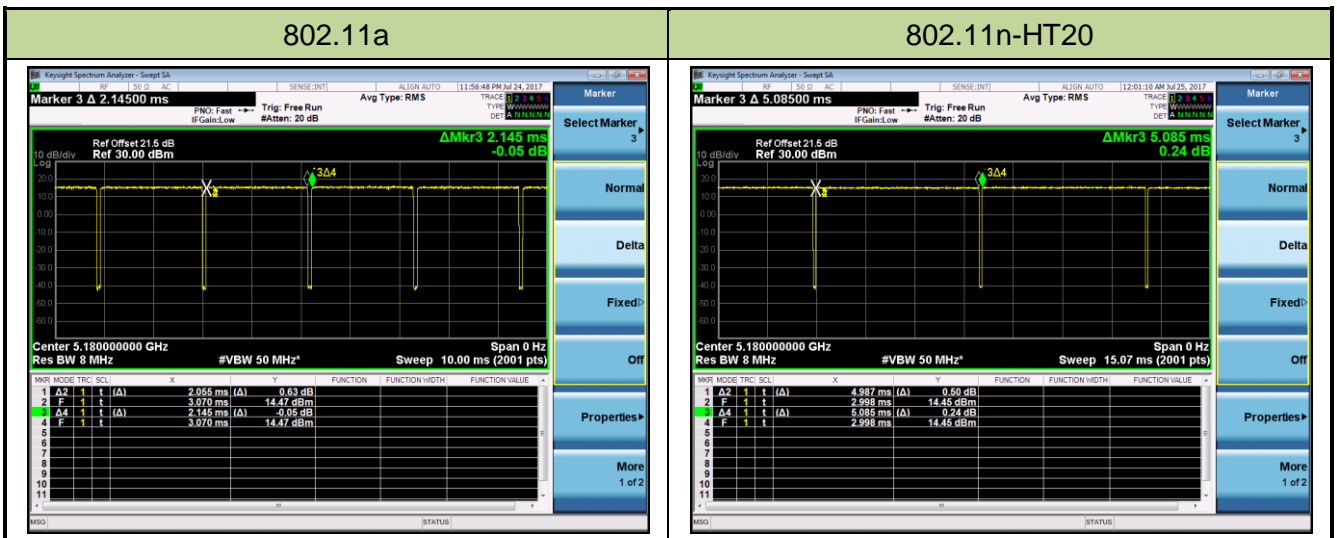 802.11a
802.11n-HT20
Keysight Spectrum Analyzer - Swept SA
RF 50 Ω AC SENSE:INT ALIGN AUTO 11:56:48 PM Jul 24, 2017
Marker 3 Δ 2.14500 ms
PNO: Fast
IFGain:Low
Trig: Free Run
#Atten: 20 dB
Avg Type: RMS
TRACE 1 2 3 4 5 6
TYPE WWWWWW
DET A NNNNN
Ref Offset 21.5 dB
Ref 30.00 dBm
10 dB/div
Log
ΔMkr3 2.145 ms
-0.05 dB
3Δ4
20.0
10.0
0.00
-10.0
-20.0
-30.0
-40.0
-50.0
-60.0
Center 5.180000000 GHz
Span 0 Hz
Res BW 8 MHz
#VBW 50 MHz*
Sweep 10.00 ms (2001 pts)
MKR MODE TRC SCL X Y FUNCTION FUNCTION WIDTH FUNCTION VALUE
1 Δ2 1 t (Δ) 2.055 ms (Δ) 0.63 dB
2 F 1 t 3.070 ms 14.47 dBm
3 Δ4 1 t (Δ) 2.145 ms (Δ) -0.05 dB
4 F 1 t 3.070 ms 14.47 dBm
5
6
7
8
9
10
11
MSG
STATUS
Marker
Select Marker
3
Normal
Delta
Fixed
Off
Properties
More
1 of 2
Keysight Spectrum Analyzer - Swept SA
RF 50 Ω AC SENSE:INT ALIGN AUTO 12:01:10 AM Jul 25, 2017
Marker 3 Δ 5.08500 ms
PNO: Fast
IFGain:Low
Trig: Free Run
#Atten: 20 dB
Avg Type: RMS
TRACE 1 2 3 4 5 6
TYPE WWWWWW
DET A NNNNN
Ref Offset 21.5 dB
Ref 30.00 dBm
10 dB/div
Log
ΔMkr3 5.085 ms
0.24 dB
3Δ4
20.0
10.0
0.00
-10.0
-20.0
-30.0
-40.0
-50.0
-60.0
Center 5.180000000 GHz
Span 0 Hz
Res BW 8 MHz
#VBW 50 MHz*
Sweep 15.07 ms (2001 pts)
MKR MODE TRC SCL X Y FUNCTION FUNCTION WIDTH FUNCTION VALUE
1 Δ2 1 t (Δ) 4.987 ms (Δ) 0.50 dB
2 F 1 t 2.998 ms 14.45 dBm
3 Δ4 1 t (Δ) 5.085 ms (Δ) 0.24 dB
4 F 1 t 2.998 ms 14.45 dBm
5
6
7
8
9
10
11
MSG
STATUS
Marker
Select Marker
3
Normal
Delta
Fixed
Off
Properties
More
1 of 2